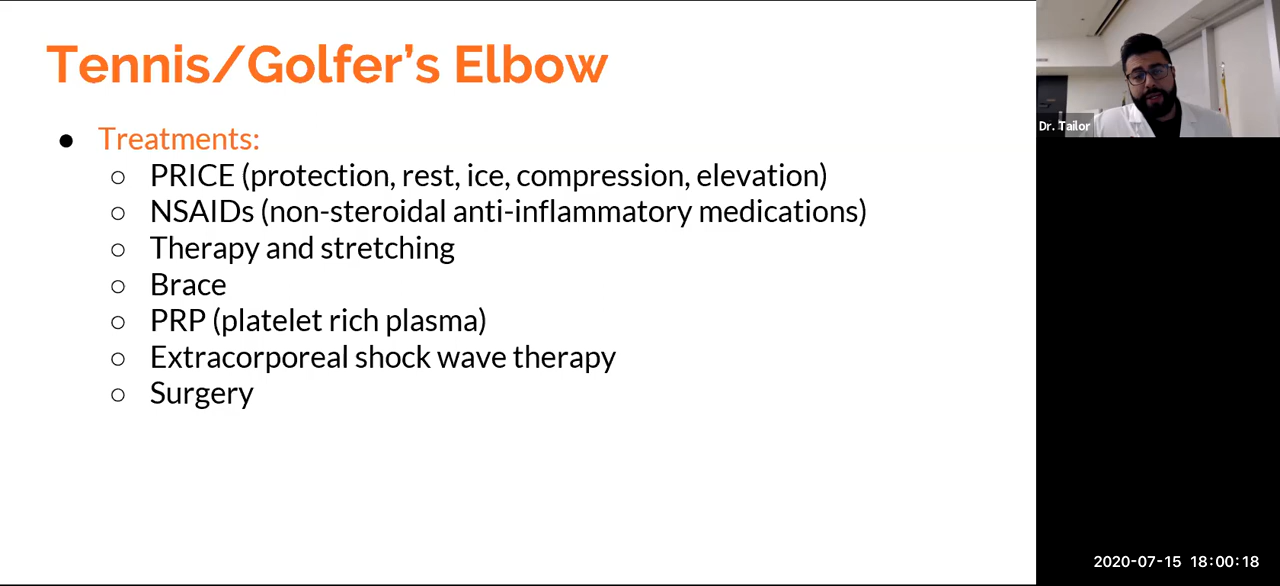 Tennis/Golfer's Elbow
● Treatments:
○ PRICE (protection, rest, ice, compression, elevation)
○ NSAIDs (non-steroidal anti-inflammatory medications)
○ Therapy and stretching
○ Brace
○ PRP (platelet rich plasma)
○ Extracorporeal shock wave therapy
○ Surgery
Dr. Tailor
2020-07-15 18:00:18